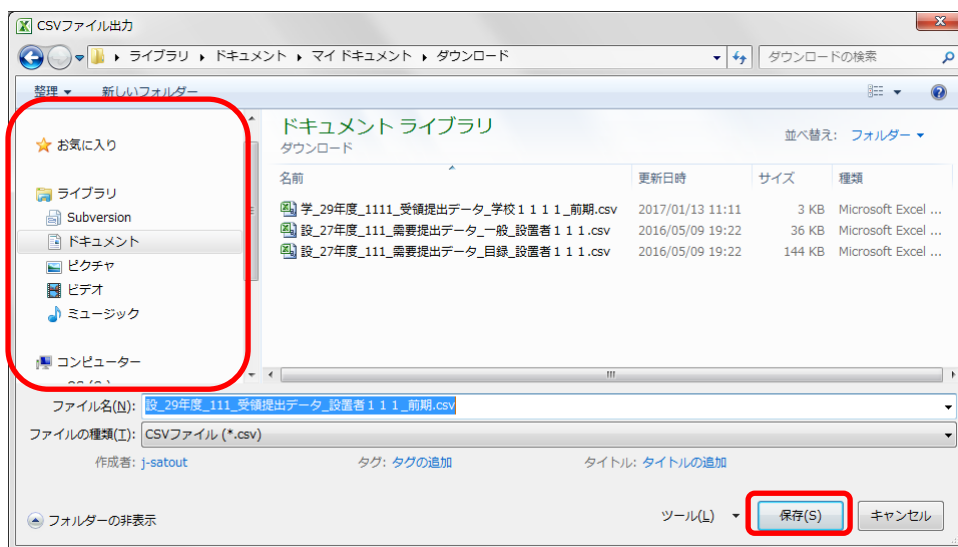 CSVファイル出力
ライブラリ ▸ ドキュメント ▸ マイ ドキュメント ▸ ダウンロード
ダウンロードの検索
整理 新しいフォルダー
お気に入り
ライブラリ
Subversion
ドキュメント
ピクチャ
ビデオ
ミュージック
コンピューター
ドキュメント ライブラリ
ダウンロード
並べ替え: フォルダー
名前 更新日時 サイズ 種類
学_29年度_1111_受領提出データ_学校１１１１_前期.csv 2017/01/13 11:11 3 KB Microsoft Excel ...
設_27年度_111_需要提出データ_一般_設置者１１１.csv 2016/05/09 19:22 36 KB Microsoft Excel ...
設_27年度_111_需要提出データ_目録_設置者１１１.csv 2016/05/09 19:22 144 KB Microsoft Excel ...
ファイル名(N): 設_29年度_111_受領提出データ_設置者１１１_前期.csv
ファイルの種類(T): CSVファイル (*.csv)
作成者: j-satout タグ: タグの追加 タイトル: タイトルの追加
フォルダーの非表示 ツール(L) 保存(S) キャンセル